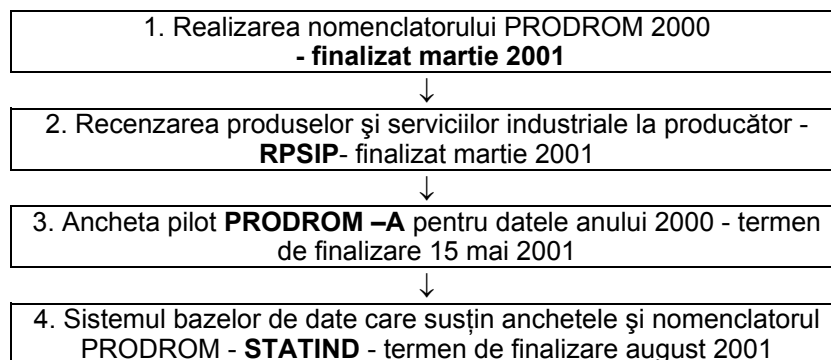 1. Realizarea nomenclatorului PRODROM 2000
- finalizat martie 2001
↓
2. Recenzarea produselor şi serviciilor industriale la producător -
RPSIP- finalizat martie 2001
↓
3. Ancheta pilot PRODROM –A pentru datele anului 2000 - termen
de finalizare 15 mai 2001
↓
4. Sistemul bazelor de date care susţin anchetele şi nomenclatorul
PRODROM - STATIND - termen de finalizare august 2001